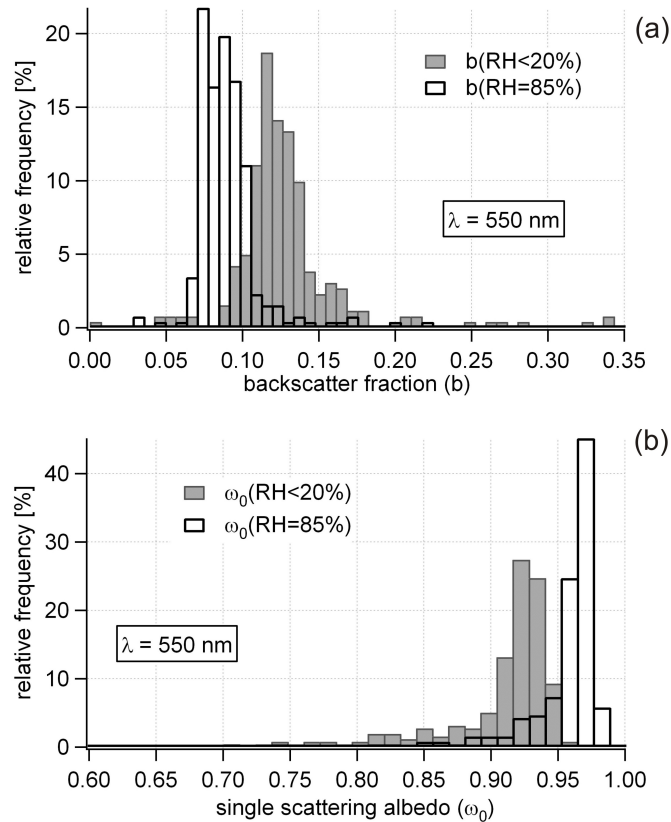 (a)
20
15
10
5
0
relative frequency [%]
b(RH<20%)
b(RH=85%)
λ = 550 nm
0.00 0.05 0.10 0.15 0.20 0.25 0.30 0.35
backscatter fraction (b)
(b)
40
30
20
10
0
relative frequency [%]
ω₀(RH<20%)
ω₀(RH=85%)
λ = 550 nm
0.60 0.65 0.70 0.75 0.80 0.85 0.90 0.95 1.00
single scattering albedo (ω₀)